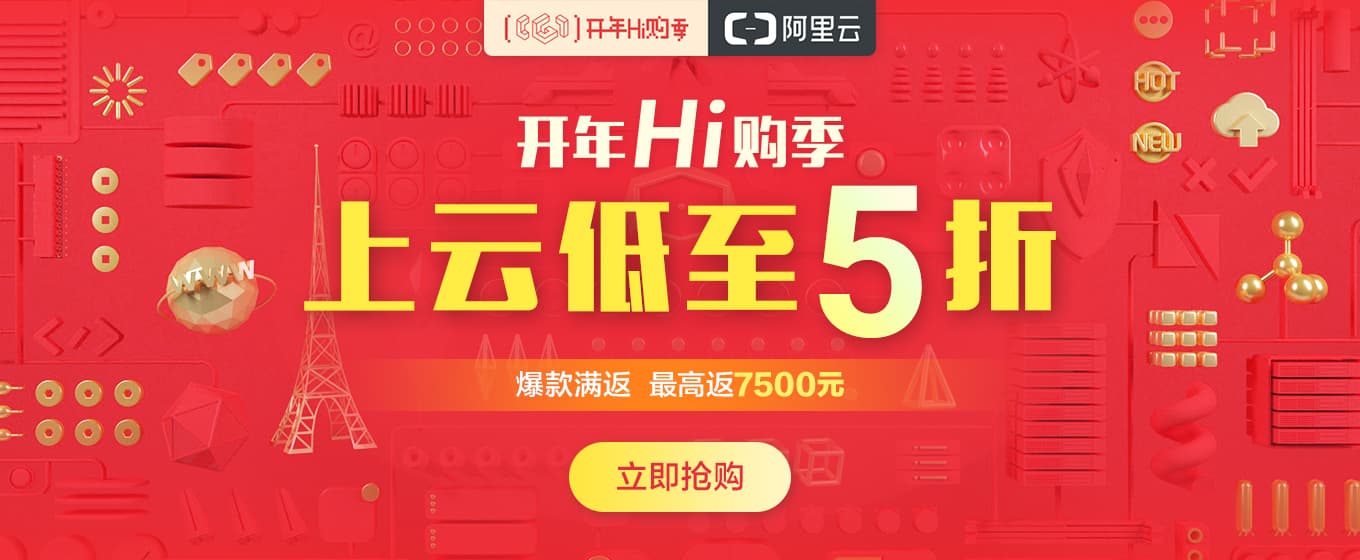 开年Hi购季 阿里云
HOT
NEW
开年Hi购季
上云低至5折
WANWAN
爆款满返 最高返7500元
立即抢购